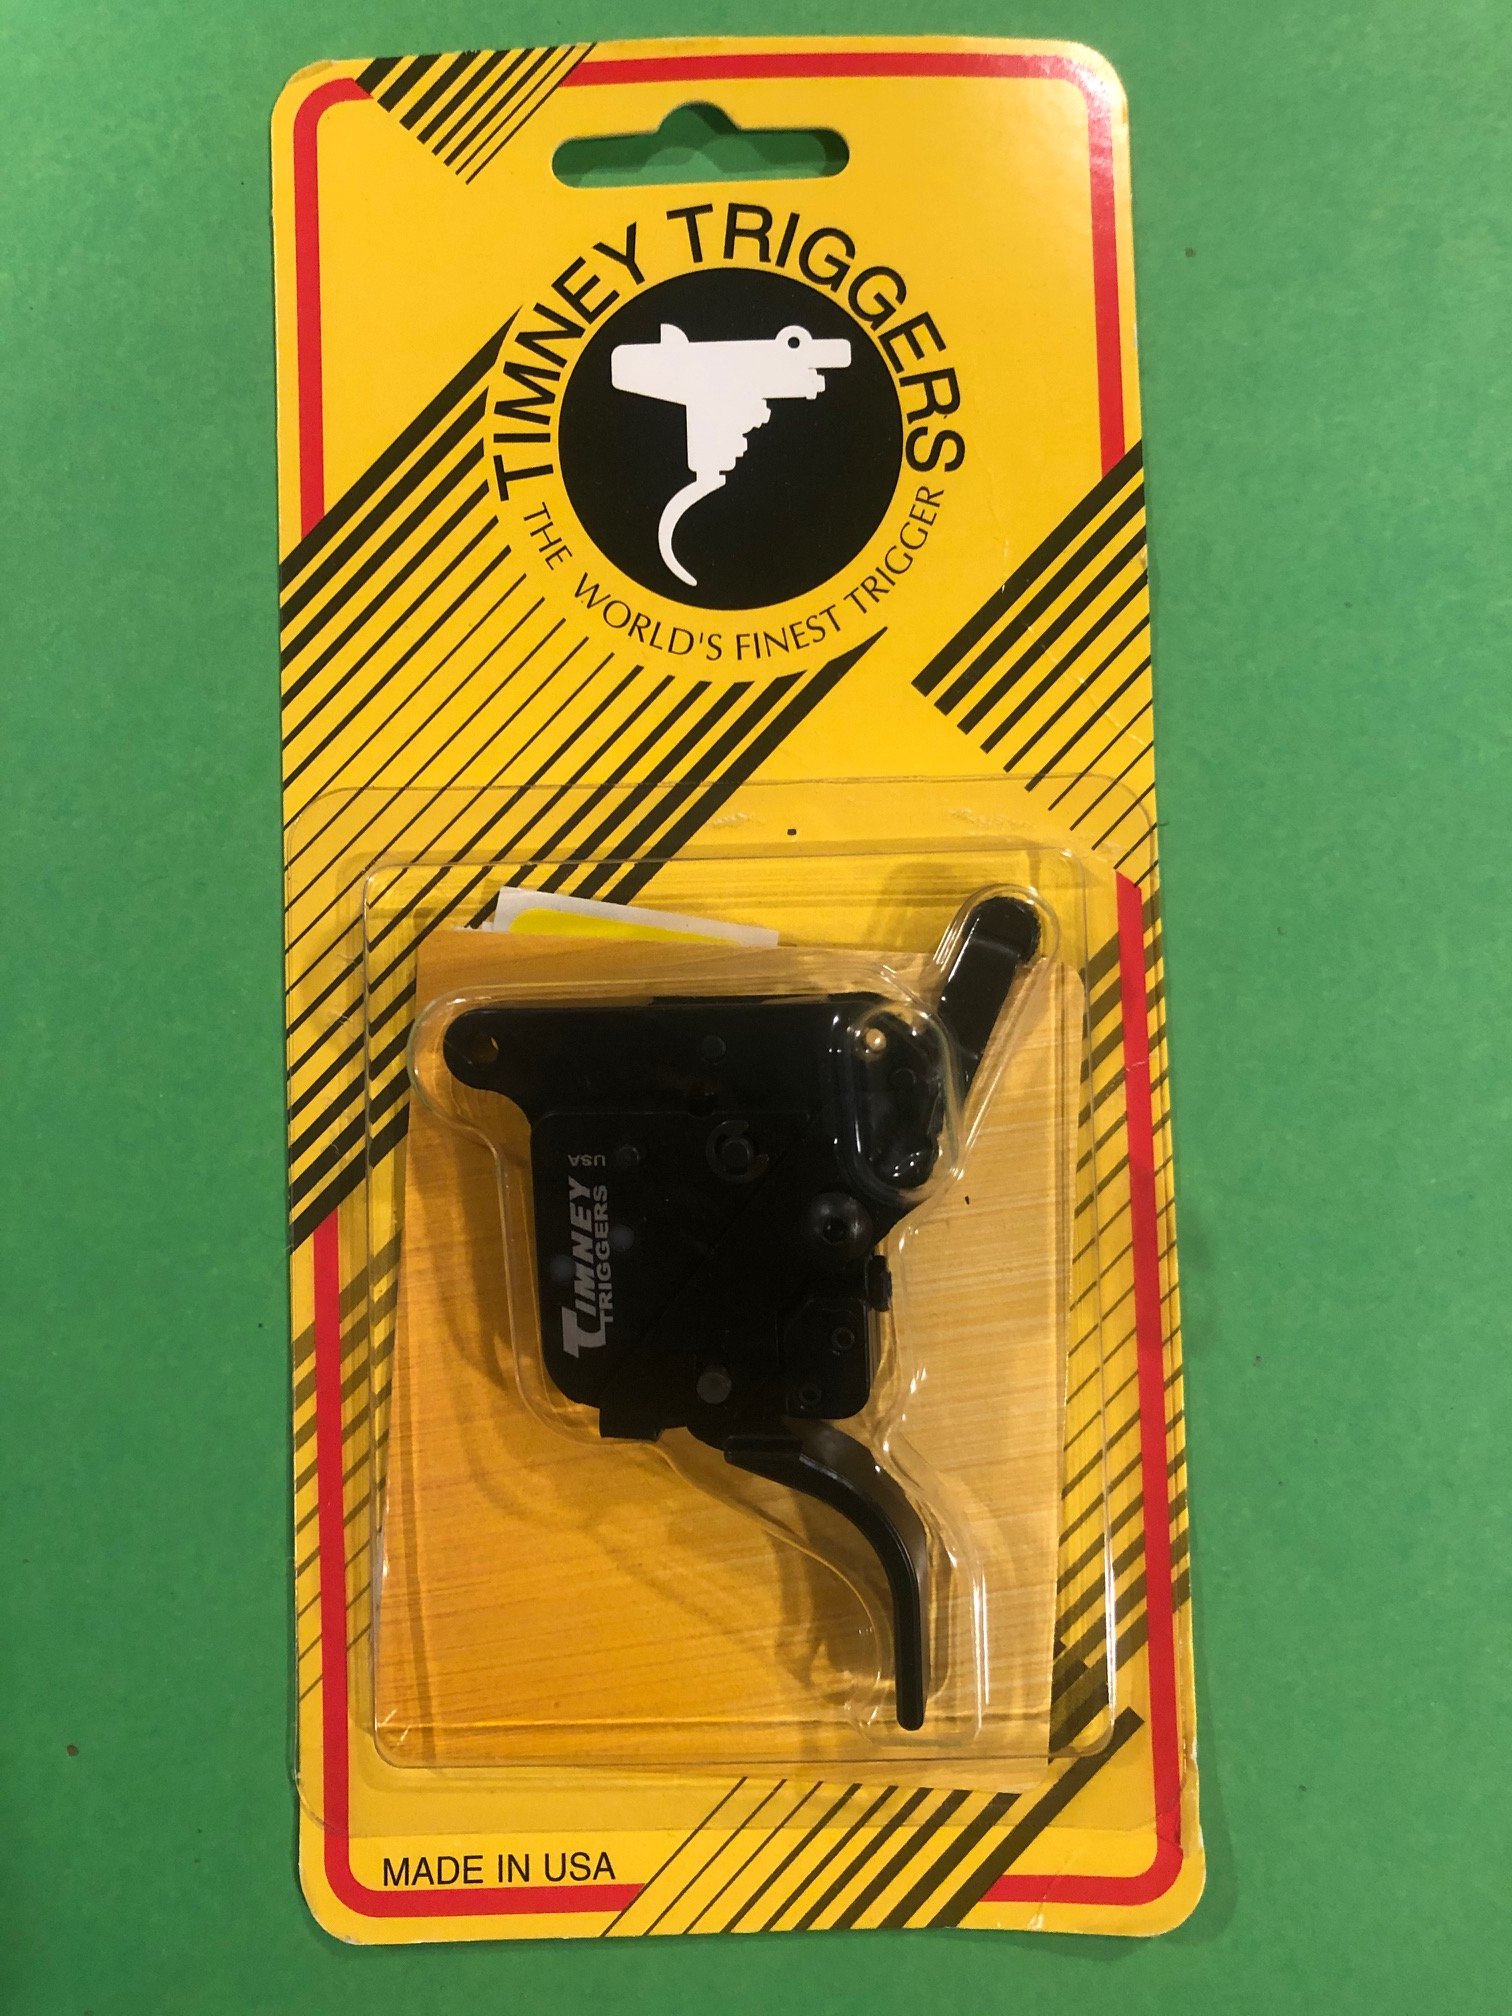 TIMNEY TRIGGERS
THE WORLD'S FINEST TRIGGER
TIMNEY
TRIGGERS USA
MADE IN USA